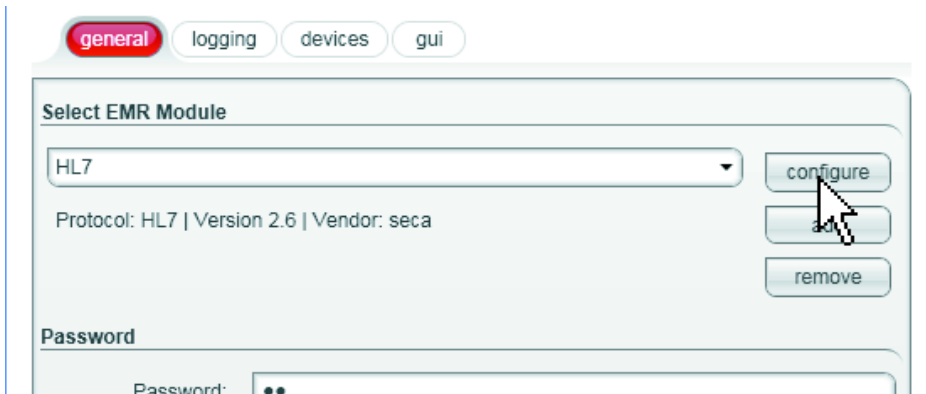 general logging devices gui
Select EMR Module
HL7
configure
Protocol: HL7 | Version 2.6 | Vendor: seca
remove
Password
Password: ••